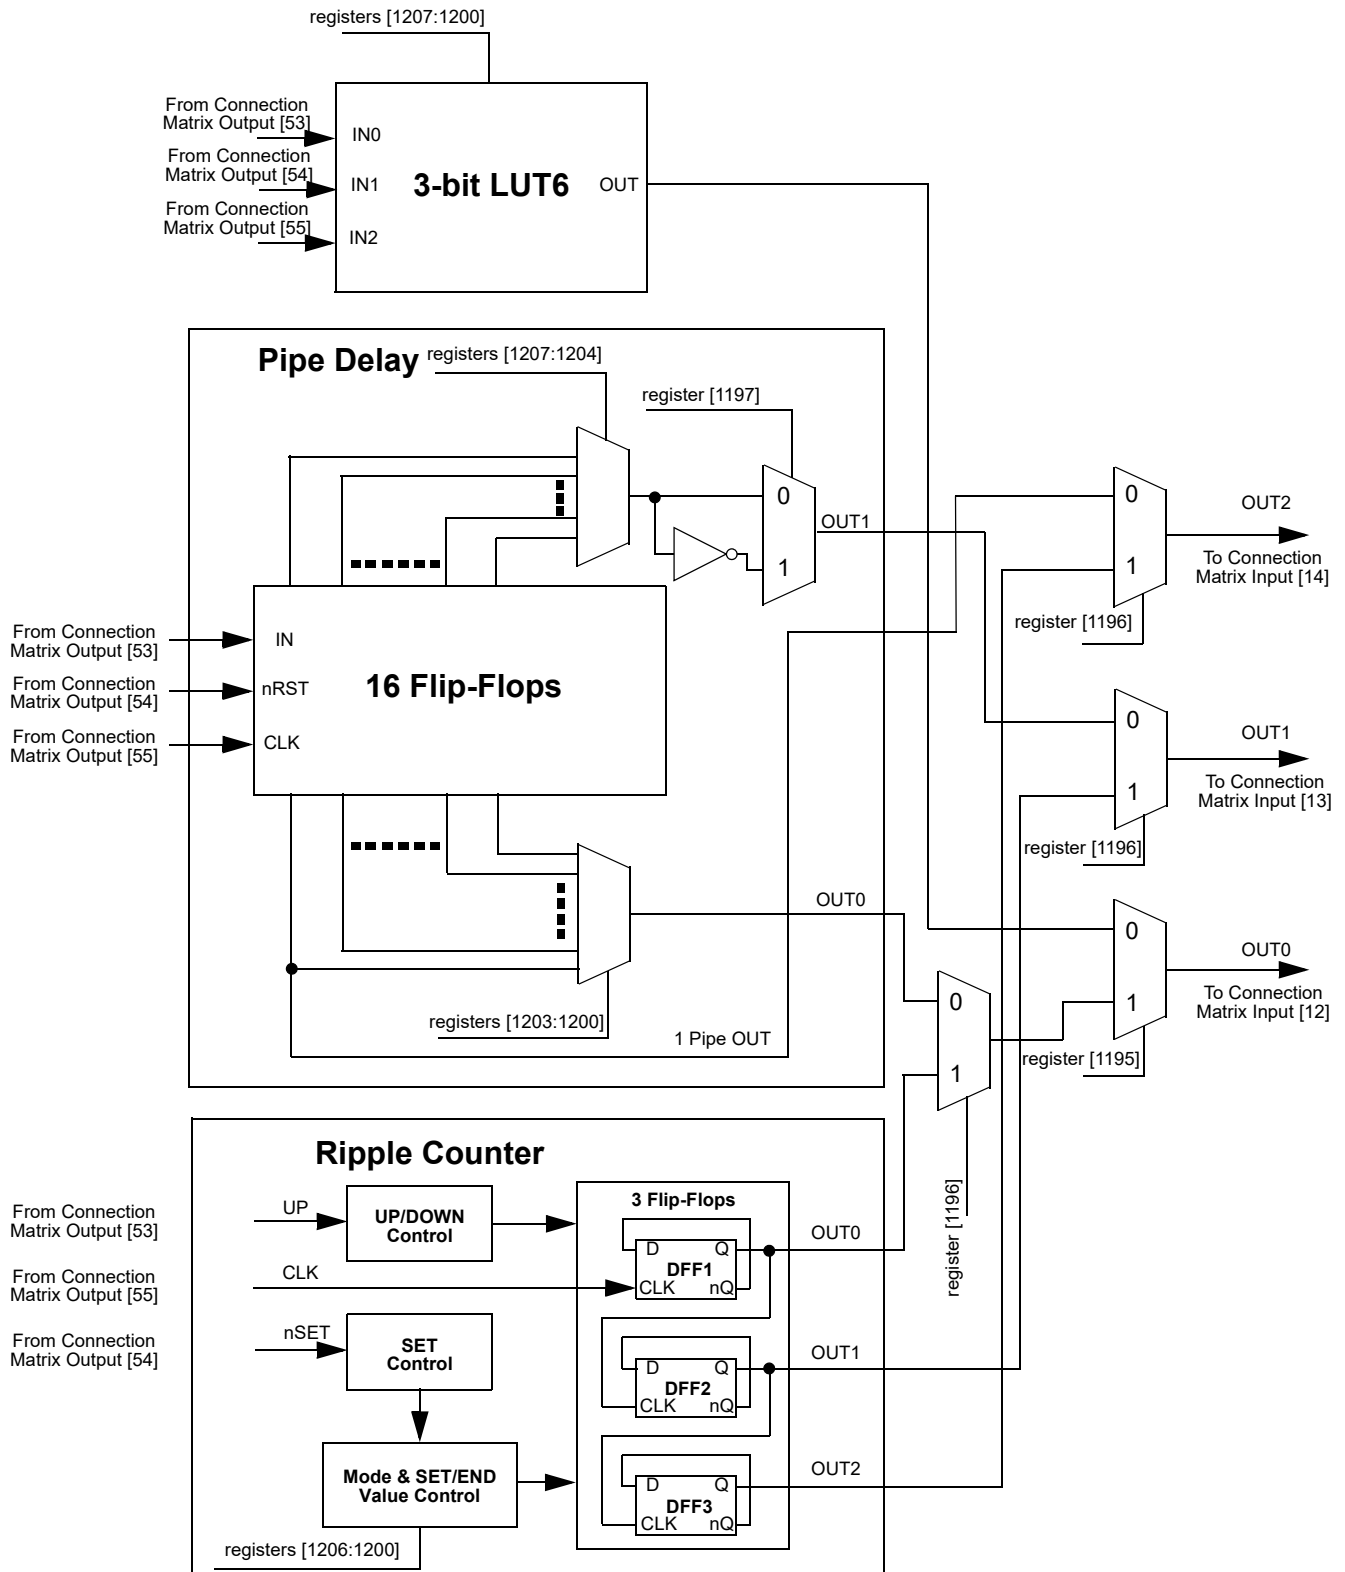 registers [1207:1200]
From Connection
Matrix Output [53]
IN0
From Connection
Matrix Output [54]
IN1
3-bit LUT6
OUT
From Connection
Matrix Output [55]
IN2
Pipe Delay
registers [1207:1204]
register [1197]
0
1
OUT1
From Connection
Matrix Output [53]
IN
From Connection
Matrix Output [54]
nRST
16 Flip-Flops
From Connection
Matrix Output [55]
CLK
OUT0
registers [1203:1200]
1 Pipe OUT
0
1
OUT2
To Connection
Matrix Input [14]
register [1196]
0
1
OUT1
To Connection
Matrix Input [13]
register [1196]
0
1
OUT0
To Connection
Matrix Input [12]
register [1195]
0
1
register [1196]
Ripple Counter
From Connection
Matrix Output [53]
UP
UP/DOWN
Control
From Connection
Matrix Output [55]
CLK
From Connection
Matrix Output [54]
nSET
SET
Control
Mode & SET/END
Value Control
registers [1206:1200]
3 Flip-Flops
D
Q
DFF1
CLK
nQ
OUT0
D
Q
DFF2
CLK
nQ
OUT1
D
Q
DFF3
CLK
nQ
OUT2